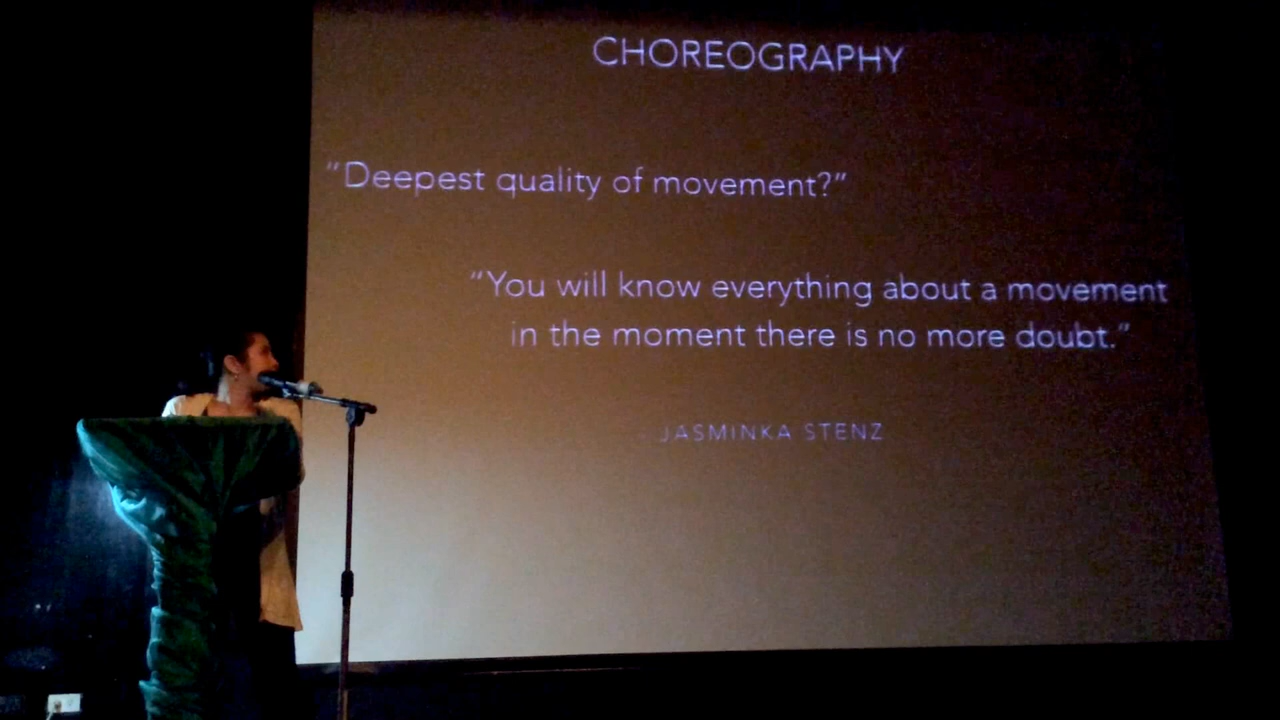 CHOREOGRAPHY
“Deepest quality of movement?”
“You will know everything about a movement
in the moment there is no more doubt.”
- JASMINKA STENZ